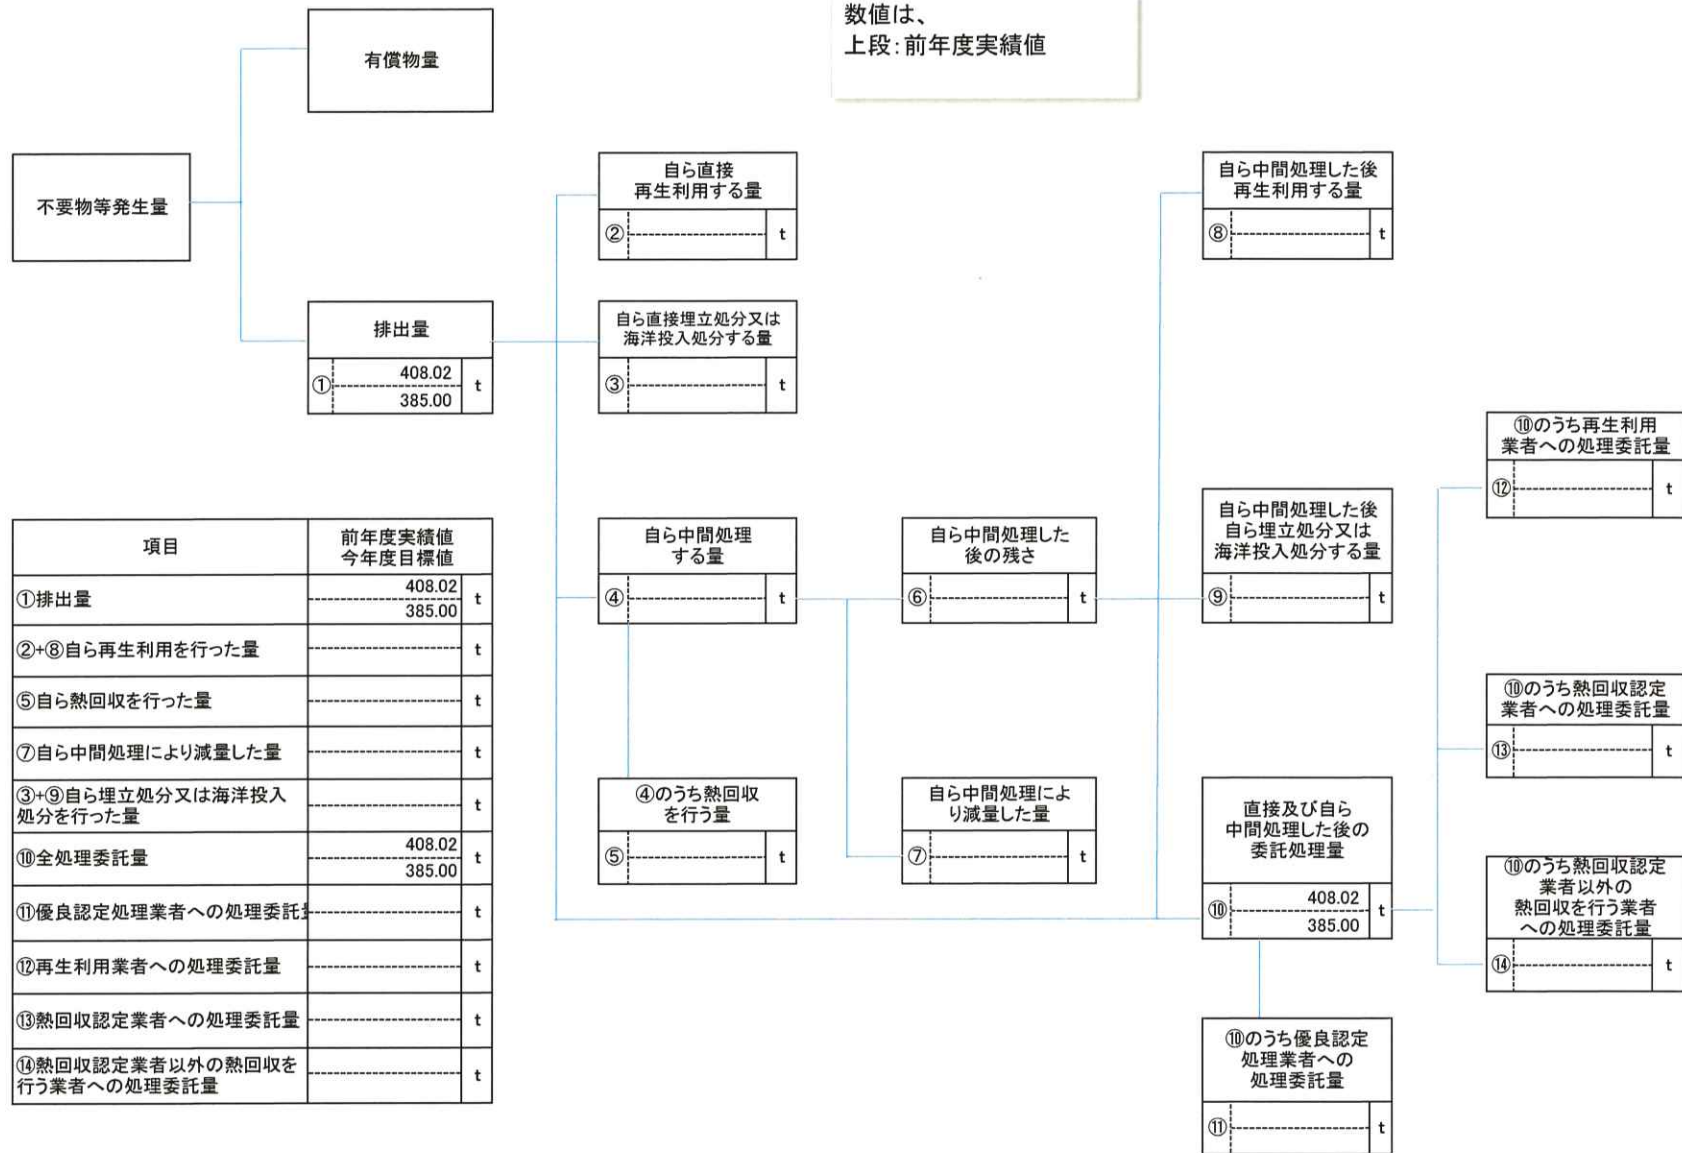 数値は、
上段:前年度実績値
有償物量
不要物等発生量
排出量
① 408.02 t
385.00
自ら直接
再生利用する量
② t
自ら直接埋立処分又は
海洋投入処分する量
③ t
自ら中間処理
する量
④ t
④のうち熱回収
を行う量
⑤ t
自ら中間処理した
後の残さ
⑥ t
自ら中間処理によ
り減量した量
⑦ t
自ら中間処理した後
再生利用する量
⑧ t
自ら中間処理した後
自ら埋立処分又は
海洋投入処分する量
⑨ t
直接及び自ら
中間処理した後の
委託処理量
⑩ 408.02 t
385.00
⑩のうち優良認定
処理業者への
処理委託量
⑪ t
⑩のうち再生利用
業者への処理委託量
⑫ t
⑩のうち熱回収認定
業者への処理委託量
⑬ t
⑩のうち熱回収認定
業者以外の
熱回収を行う業者
への処理委託量
⑭ t
項目 前年度実績値
今年度目標値
①排出量 408.02 t
385.00
②+⑧自ら再生利用を行った量 t
⑤自ら熱回収を行った量 t
⑦自ら中間処理により減量した量 t
③+⑨自ら埋立処分又は海洋投入
処分を行った量 t
⑩全処理委託量 408.02 t
385.00
⑪優良認定処理業者への処理委託 t
⑫再生利用業者への処理委託量 t
⑬熱回収認定業者への処理委託量 t
⑭熱回収認定業者以外の熱回収を
行う業者への処理委託量 t